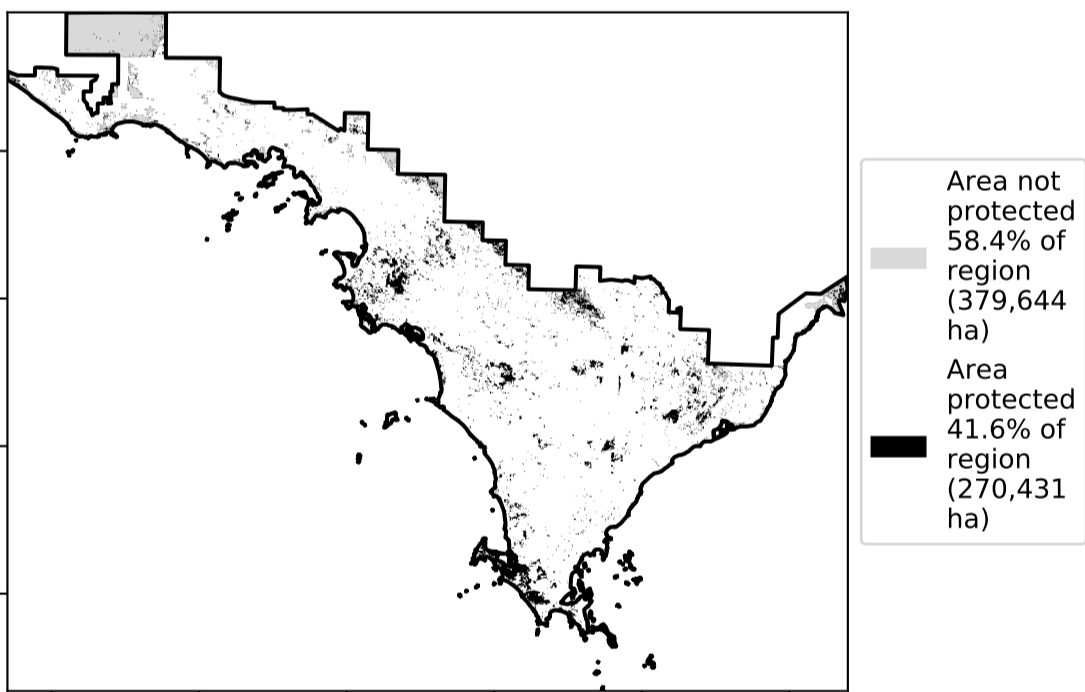 Area not
protected
58.4% of
region
(379,644
ha)
Area
protected
41.6% of
region
(270,431
ha)